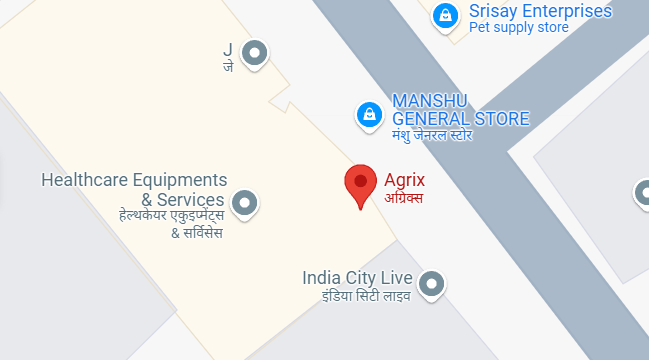 Srisay Enterprises
Pet supply store
J
जे
MANSHU
GENERAL STORE
मंशु जेनरल स्टोर
Healthcare Equipments
& Services
हेल्थकेयर एकुइप्मेंट्स
& सर्विसेस
Agrix
अग्रिक्स
India City Live
इंडिया सिटी लाइव